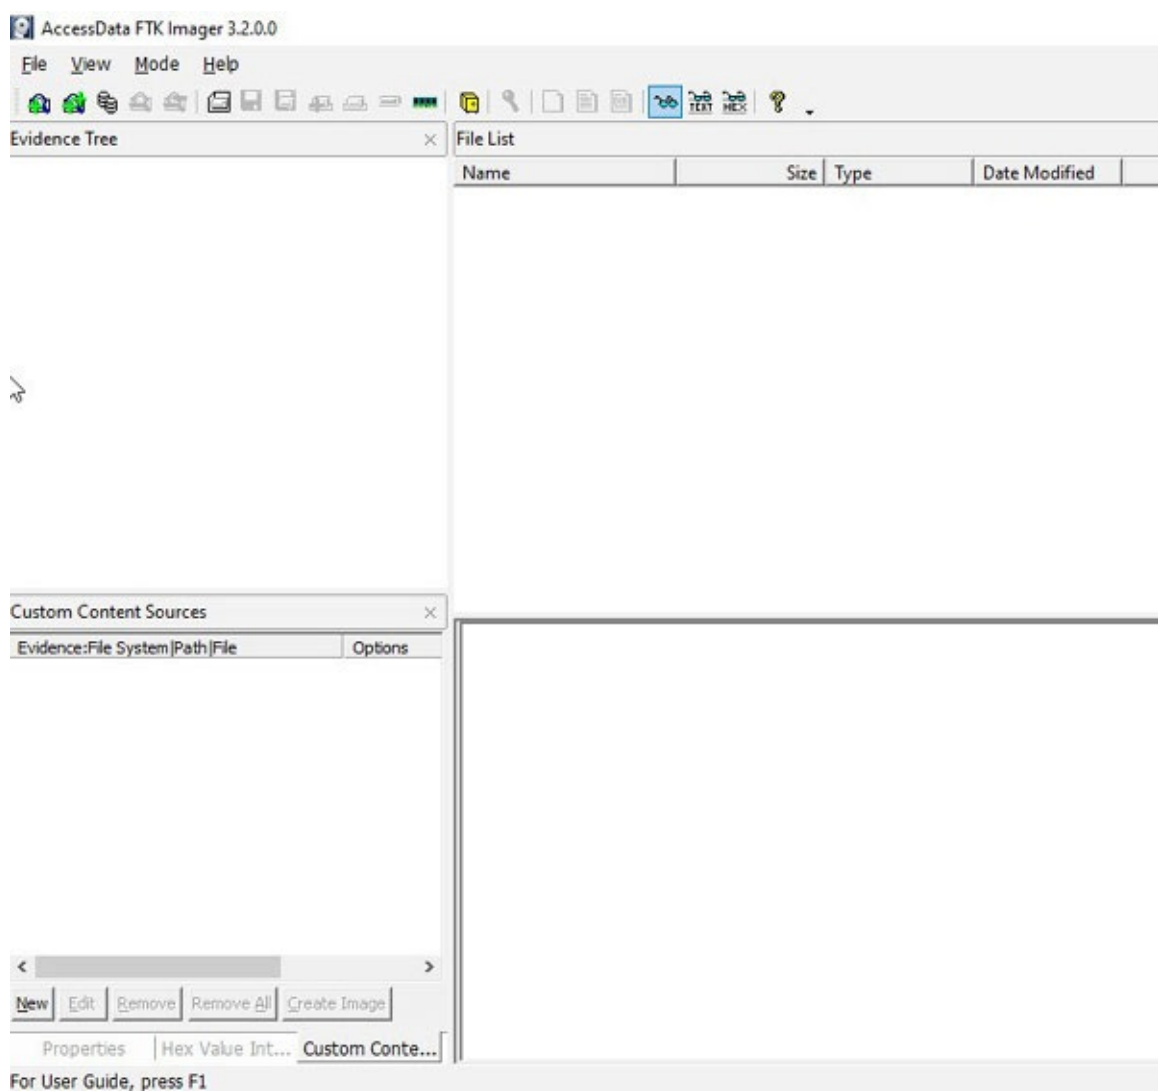 AccessData FTK Imager 3.2.0.0
File View Mode Help
TEXT HEX
Evidence Tree
File List
Name Size Type Date Modified
Custom Content Sources
Evidence:File System|Path|File Options
New Edit Remove Remove All Create Image
Properties Hex Value Int... Custom Conte...
For User Guide, press F1